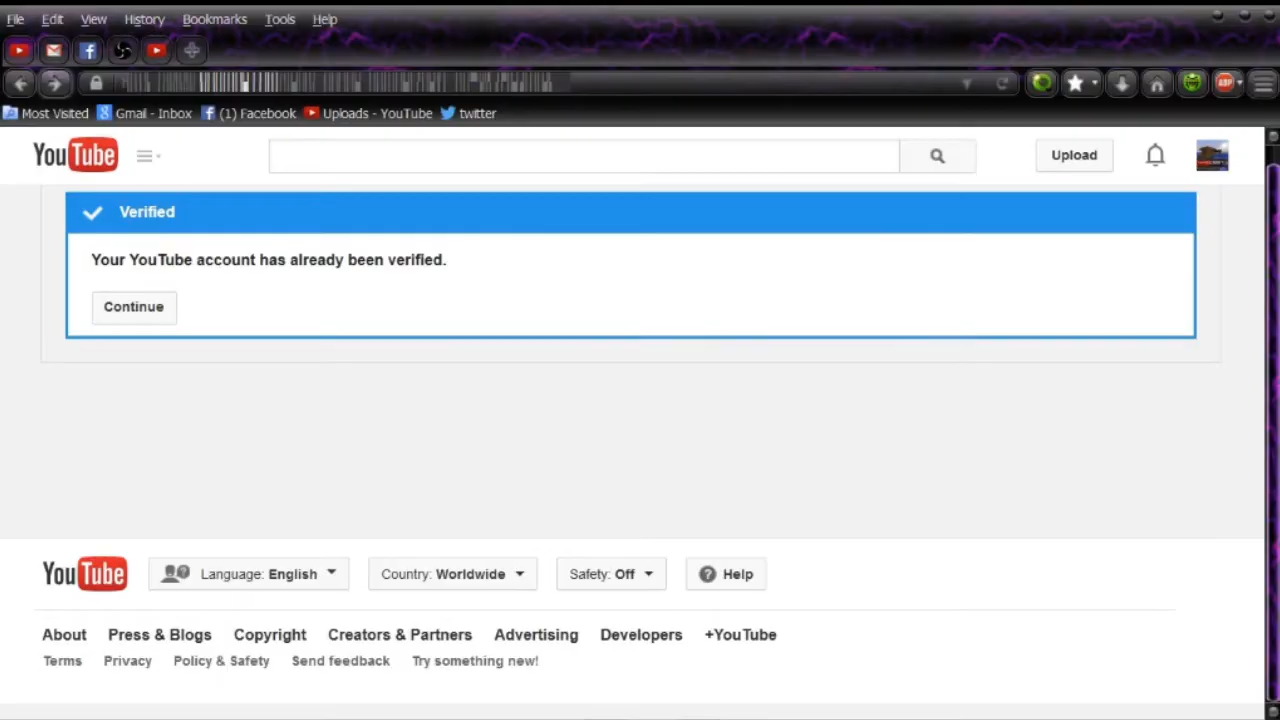 File Edit View History Bookmarks Tools Help
Most Visited Gmail - Inbox (1) Facebook Uploads - YouTube twitter
YouTube Upload
Verified
Your YouTube account has already been verified.
Continue
YouTube Language: English Country: Worldwide Safety: Off Help
About Press & Blogs Copyright Creators & Partners Advertising Developers +YouTube
Terms Privacy Policy & Safety Send feedback Try something new!